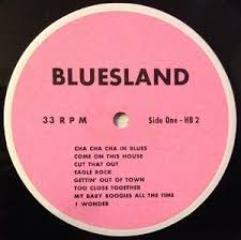 BLUESLAND
33 RPM
Side One - HB 2
CHA CHA CHA IN BLUES
COME ON THIS HOUSE
CUT THAT OUT
EAGLE ROCK
GETTIN' OUT OF TOWN
TOO CLOSE TOGETHER
MY BABY BOOGIES ALL THE TIME
I WONDER